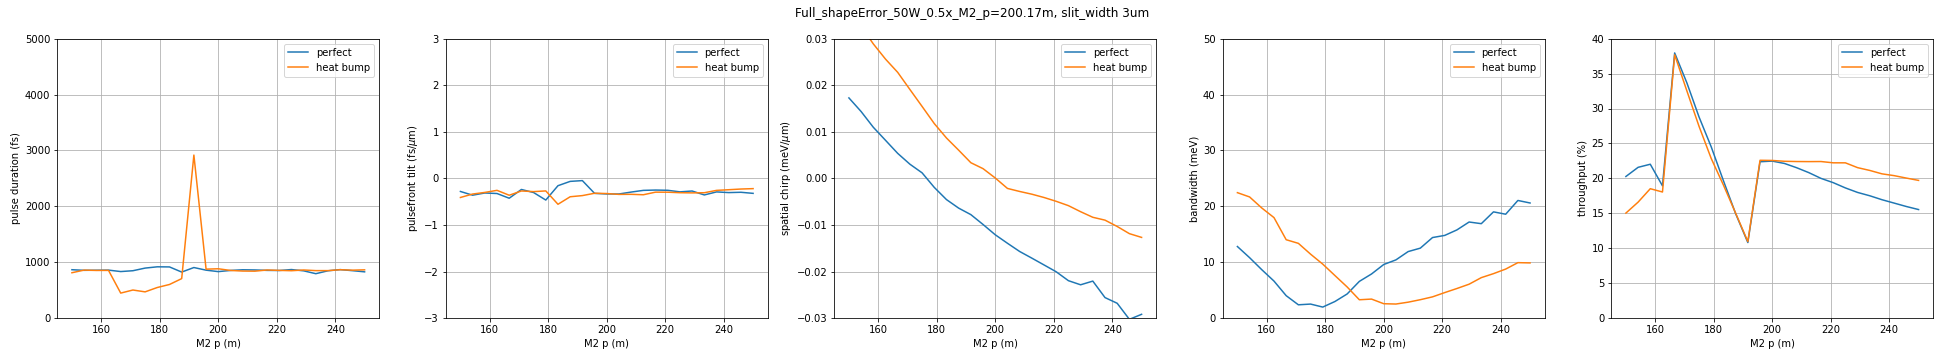 Full_shapeError_50W_0.5x_M2_p=200.17m, slit_width 3um
pulse duration (fs)
5000
4000
3000
2000
1000
0
160
180
200
220
240
M2 p (m)
perfect
heat bump
pulsefront tilt (fs/μm)
3
2
1
0
−1
−2
−3
160
180
200
220
240
M2 p (m)
perfect
heat bump
spatial chirp (meV/μm)
0.03
0.02
0.01
0.00
−0.01
−0.02
−0.03
160
180
200
220
240
M2 p (m)
perfect
heat bump
bandwidth (meV)
50
40
30
20
10
0
160
180
200
220
240
M2 p (m)
perfect
heat bump
throughput (%)
40
35
30
25
20
15
10
5
0
160
180
200
220
240
M2 p (m)
perfect
heat bump